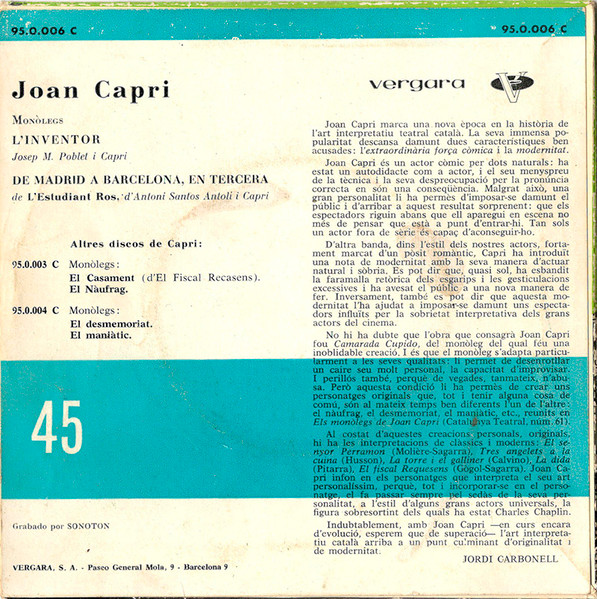 95.0.006 C
95.0.006 C
Joan Capri
MONÒLEGS
L'INVENTOR
Josep M. Poblet i Capri
DE MADRID A BARCELONA, EN TERCERA
de L'Estudiant Ros, d'Antoni Santos Antolí i Capri
Altres discos de Capri:
95.0.003 C Monòlegs:
El Casament (d'El Fiscal Recasens).
El Nàufrag.
95.0.004 C Monòlegs:
El desmemoriat.
El maniàtic.
45
Grabado por SONOTON
VERGARA, S. A. - Paseo General Mola, 9 - Barcelona 9
vergara V
Joan Capri marca una nova època en la història de
l'art interpretatiu teatral català. La seva immensa po-
pularitat descansa damunt dues característiques ben
acusades: l'extraordinària força còmica i la modernitat.
Joan Capri és un actor còmic per dots naturals: ha
estat un autodidacte com a actor, i el seu menyspreu
de la tècnica i la seva despreocupació per la pronúncia
correcta en són una conseqüència. Malgrat això, una
gran personalitat li ha permès d'imposar-se damunt el
públic i d'arribar a aquest resultat sorprenent: que els
espectadors riguin abans que ell aparegui en escena no
més de pensar que està a punt d'entrar-hi. Tan sols
un actor fora de sèrie és capaç d'aconseguir-ho.
D'altra banda, dins l'estil dels nostres actors, forta-
ment marcat d'un pòsit romàntic, Capri ha introduït
una nota de modernitat amb la seva manera d'actuar
natural i sòbria. Es pot dir que, quasi sol, ha esbandit
la faramalla retòrica dels esgarips i les gesticulacions
excessives i ha avesat el públic a una nova manera de
fer. Inversament, també es pot dir que aquesta mo-
dernitat l'ha ajudat a imposar-se damunt uns especta-
dors influïts per la sobrietat interpretativa dels grans
actors del cinema.
No hi ha dubte que l'obra que consagrà Joan Capri
fou Camarada Cupido, del monòleg del qual féu una
inoblidable creació. I és que el monòleg s'adapta particu-
larment a les seves qualitats: li permet de desentotllar
un caire seu molt personal, la capacitat d'improvisar.
I perillós també, perquè de vegades, tanmateix, n'abu-
sa. Però aquesta condició li ha permès de crear uns
personatges originals que, tot i tenir alguna cosa de
comú, són al mateix temps ben diferents l'un de l'altre:
el nàufrag, el desmemoriat, el maniàtic, etc., reunits en
Els monòlegs de Joan Capri (Catalunya Teatral, núm. 61).
Al costat d'aquestes creacions personals, originals,
hi ha les interpretacions de clàssics i moderns: El se-
nyor Perramon (Molière-Sagarra), Tres angelets a la
cuina (Husson), La torre i el galliner (Calvino), La dida
(Pitarra), El fiscal Requesens (Gògol-Sagarra). Joan Ca-
pri infon en els personatges que interpreta el seu art
personalíssim, perquè, tot i incorporar-se en el perso-
natge, el fa passar sempre pel sedàs de la seva per-
sonalitat, a l'estil d'alguns grans actors universals, la
figura sobresortint dels quals ha estat Charles Chaplin.
Indubtablement, amb Joan Capri —en curs encara
d'evolució, esperem que de superació— l'art interpreta-
tiu català arriba a un punt culminant d'originalitat i
de modernitat.
JORDI CARBONELL